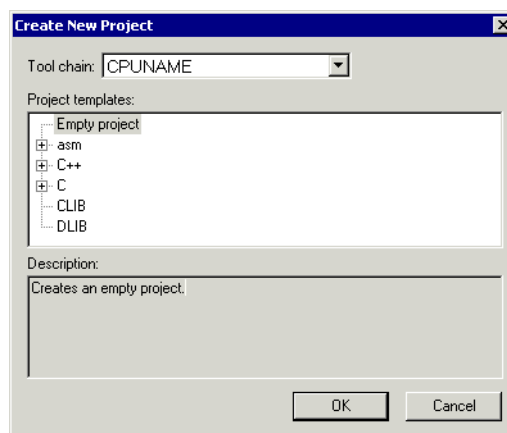 Create New Project
Tool chain: CPUNAME
Project templates:
Empty project
asm
C++
C
CLIB
DLIB
Description:
Creates an empty project.
OK Cancel